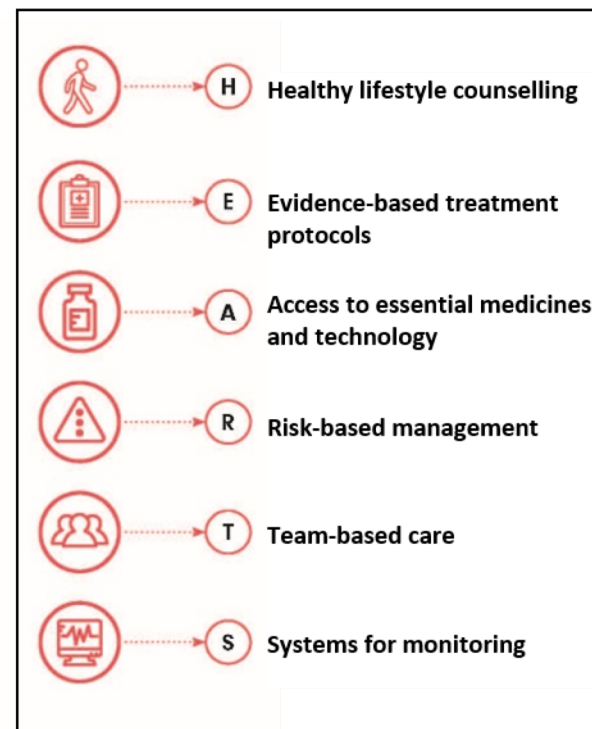 H Healthy lifestyle counselling
E Evidence-based treatment
protocols
A Access to essential medicines
and technology
R Risk-based management
T Team-based care
S Systems for monitoring